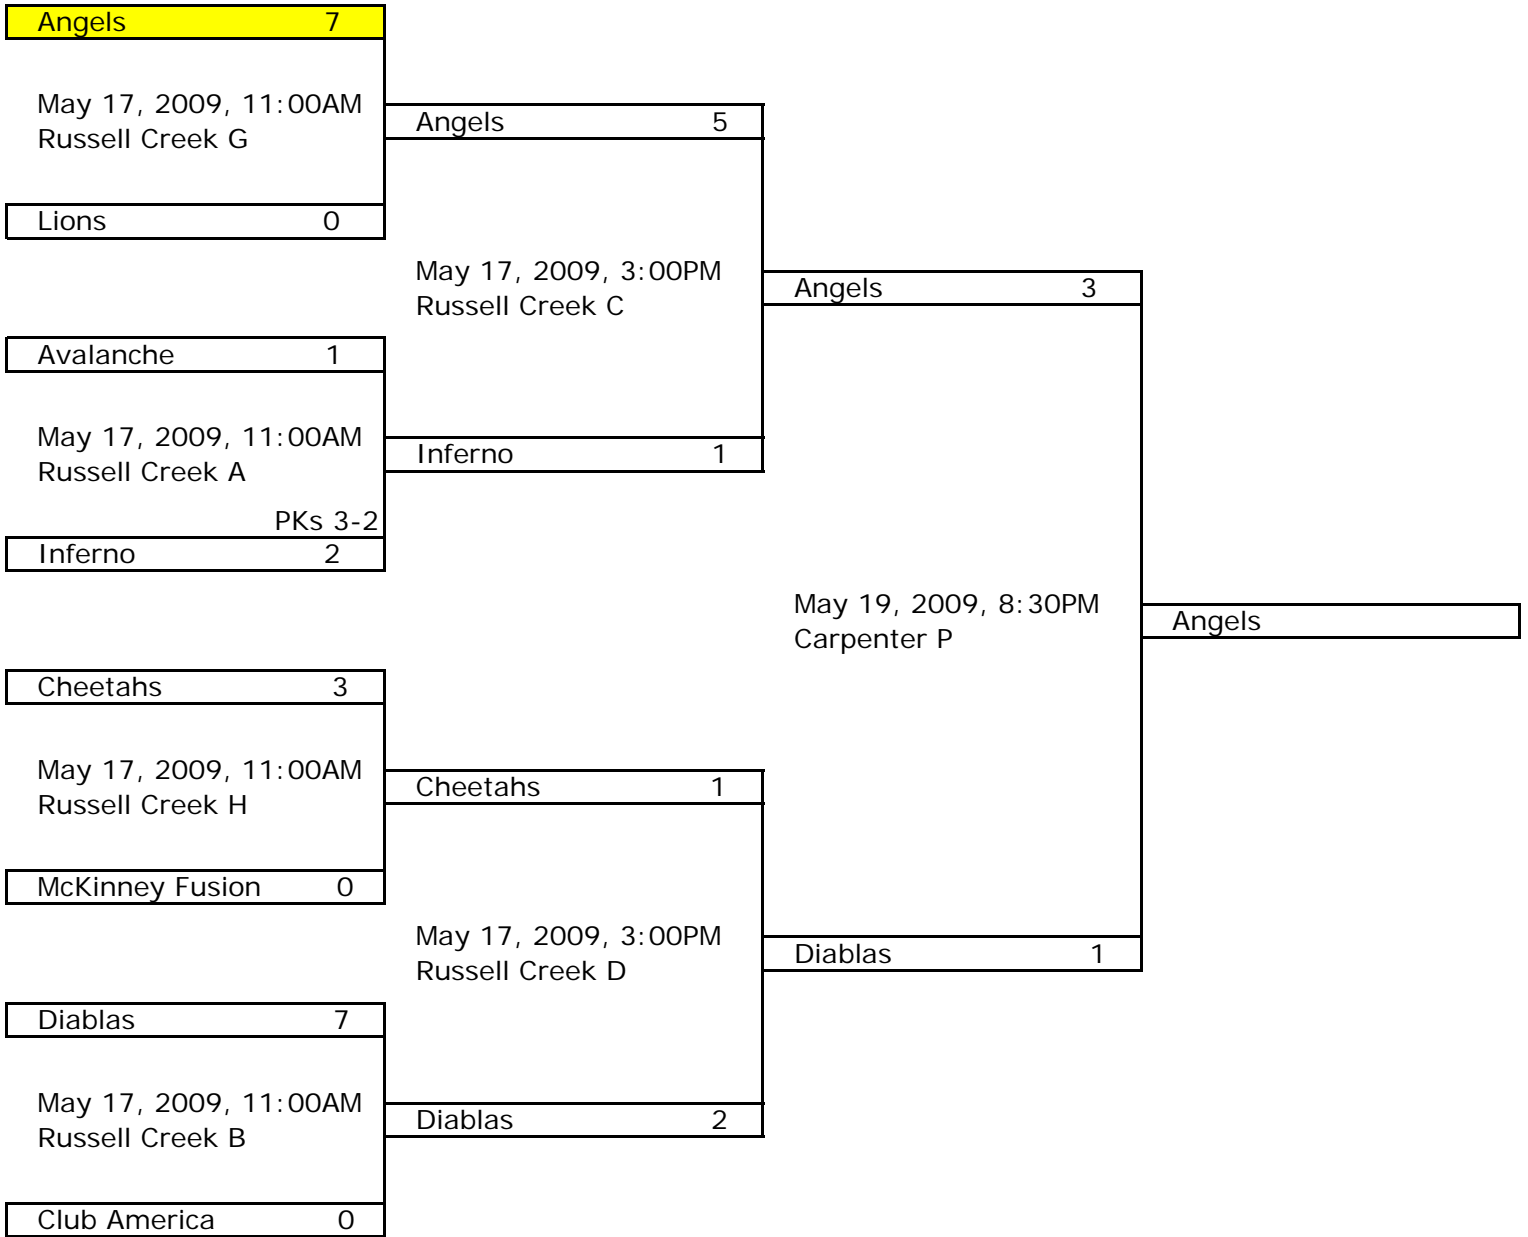 Angels 7
May 17, 2009, 11:00AM
Russell Creek G
Lions 0
Avalanche 1
May 17, 2009, 11:00AM
Russell Creek A
PKs 3-2
Inferno 2
Cheetahs 3
May 17, 2009, 11:00AM
Russell Creek H
McKinney Fusion 0
Diablas 7
May 17, 2009, 11:00AM
Russell Creek B
Club America 0
Angels 5
May 17, 2009, 3:00PM
Russell Creek C
Inferno 1
Cheetahs 1
May 17, 2009, 3:00PM
Russell Creek D
Diablas 2
Angels 3
May 19, 2009, 8:30PM
Carpenter P
Diablas 1
Angels